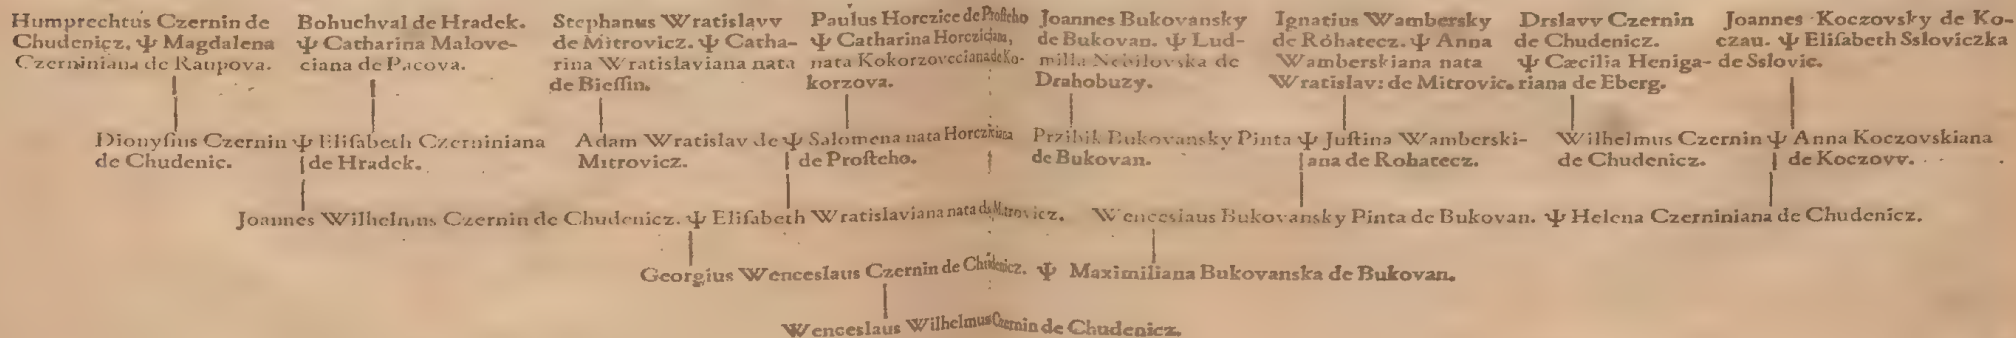 Humprechtus Czernin de
Chudenicz. Ψ Magdalena
Czerniniana de Raupova.
Bohuchval de Hradek.
Ψ Catharina Malove-
ciana de Pacova.
Stephanus Wratislavv
de Mitrovicz. Ψ Catha-
rina Wratislaviana nata
de Bieſſin.
Paulus Horczice de Proſtcho
Ψ Catharina Horcziciana,
nata Kokorzovecianade Ko-
korzova.
Joannes Bukovansky
de Bukovan. Ψ Lud-
milla Nebilovska de
Drahobuzy.
Ignatius Wambersky
de Rohatecz. Ψ Anna
Wamberskiana nata
Wratislav: de Mitrovic.
Drslavv Czernin
de Chudenicz.
Ψ Cæcilia Heniga-
riana de Eberg.
Joannes Koczovsky de Ko-
czau. Ψ Eliſabeth Ssloviczka
de Sslovic.
Dionyſius Czernin Ψ Eliſabeth Czerniniana
de Chudenic. de Hradek.
Adam Wratislav de Ψ Salomena nata Horcziciana
Mitrovicz. de Proſtcho.
Przibik Bukovansky Pinta Ψ Juſtina Wamberski-
de Bukovan. ana de Rohatecz.
Wilhelmus Czernin Ψ Anna Koczovskiana
de Chudenicz. de Koczovv.
Joannes Wilhelmus Czernin de Chudenicz. Ψ Eliſabeth Wratislaviana nata de Mitrovicz.
Wenceslaus Bukovansky Pinta de Bukovan. Ψ Helena Czerniniana de Chudenicz.
Georgius Wenceslaus Czernin de Chudenicz. Ψ Maximiliana Bukovanska de Bukovan.
Wenceslaus Wilhelmus Czernin de Chudenicz.